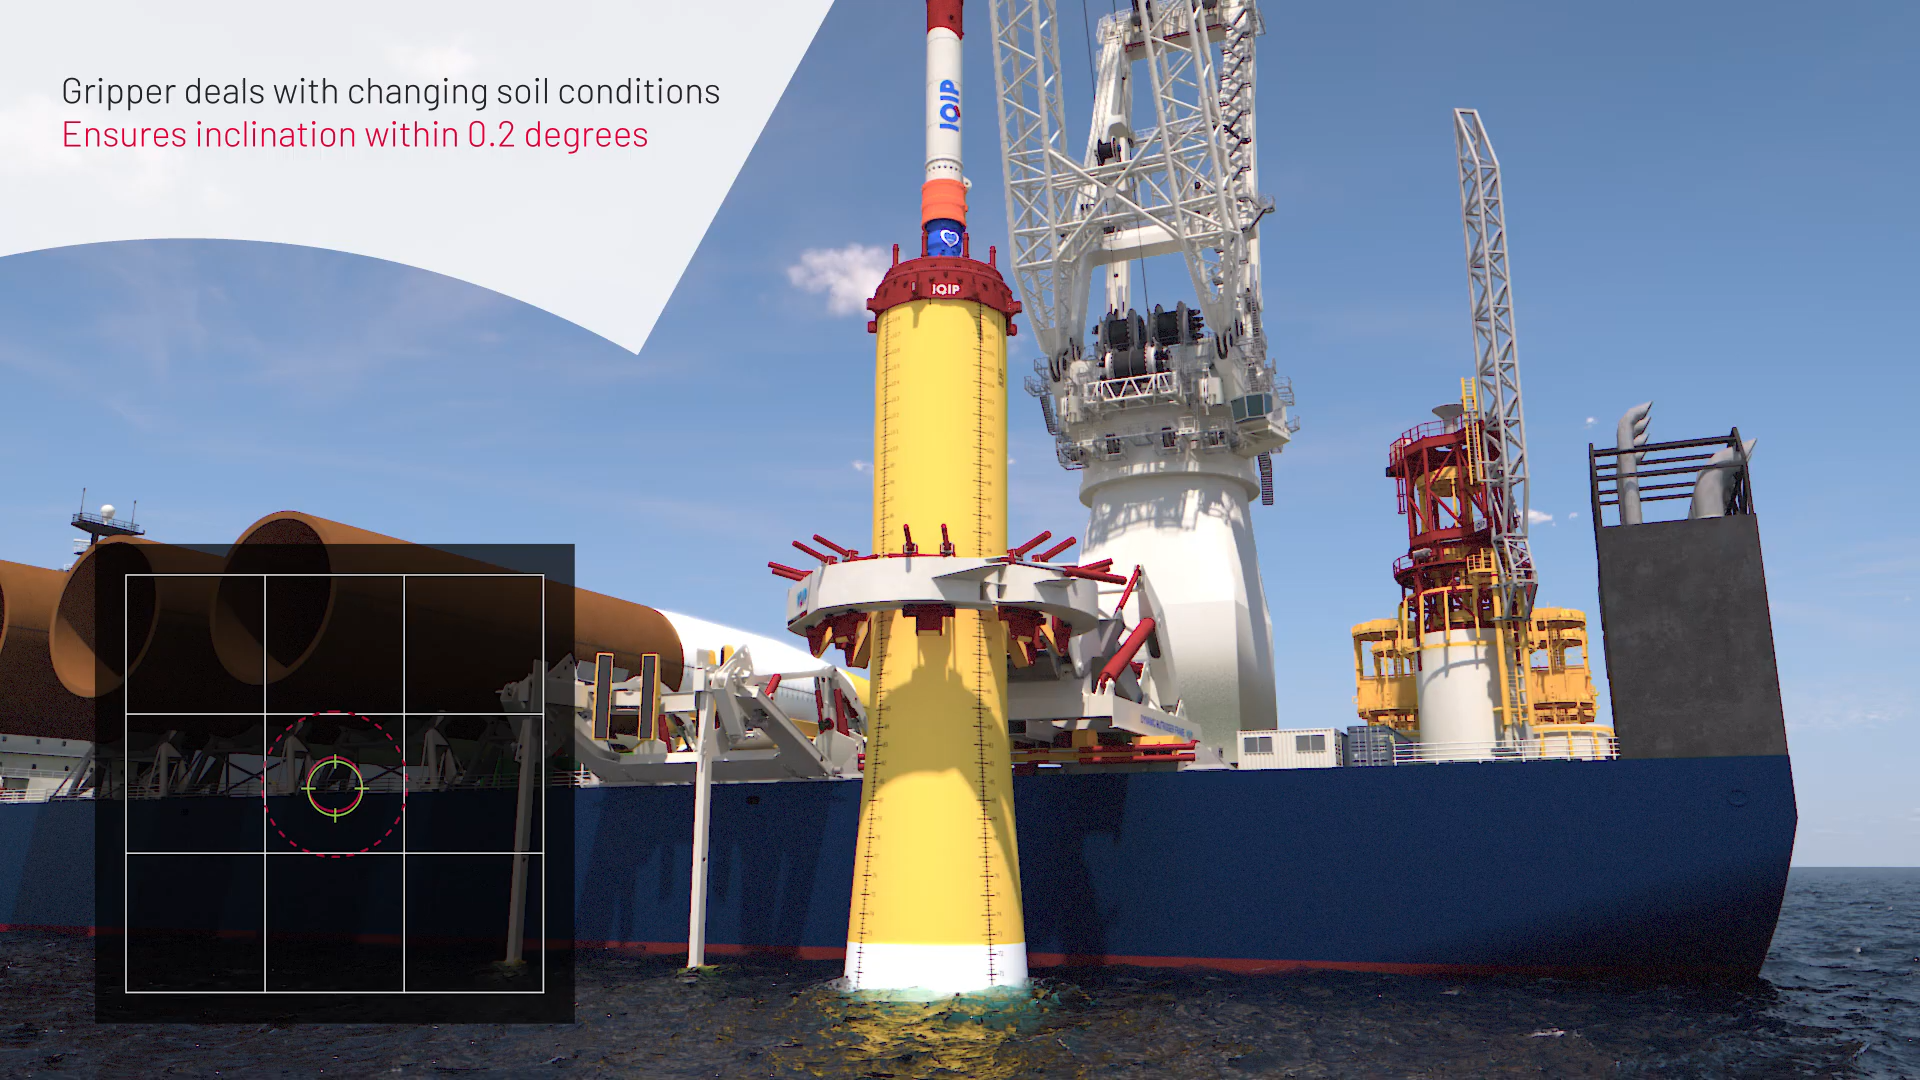 Gripper deals with changing soil conditions
Ensures inclination within 0.2 degrees
IQIP
IQIP